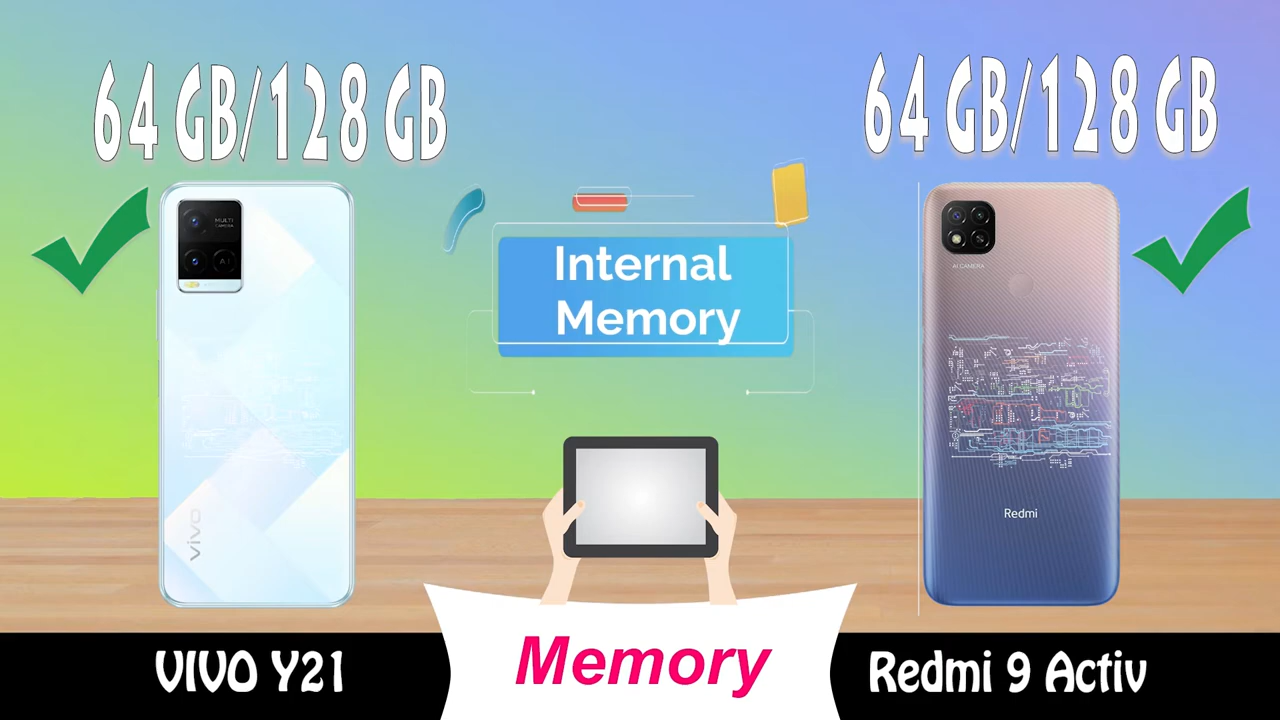 64 GB/128 GB
64 GB/128 GB
MULTI
CAMERA
AI
AI CAMERA
Internal
Memory
vivo
Redmi
VIVO Y21
Memory
Redmi 9 Activ